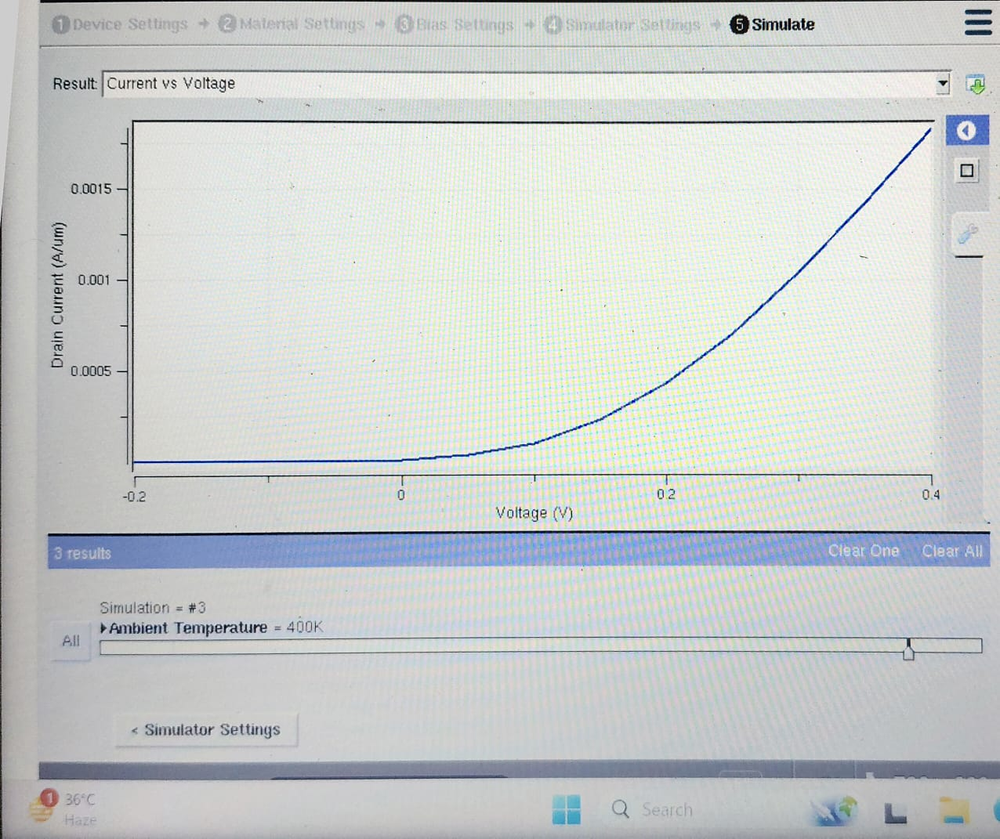 1 Device Settings → 2 Material Settings → 3 Bias Settings → 4 Simulator Settings → 5 Simulate
Result: Current vs Voltage
0.0015
0.001
0.0005
Drain Current (A/um)
-0.2 0 0.2 0.4
Voltage (V)
3 results Clear One Clear All
Simulation = #3
All
Ambient Temperature = 400K
< Simulator Settings
1
36°C
Haze
Search